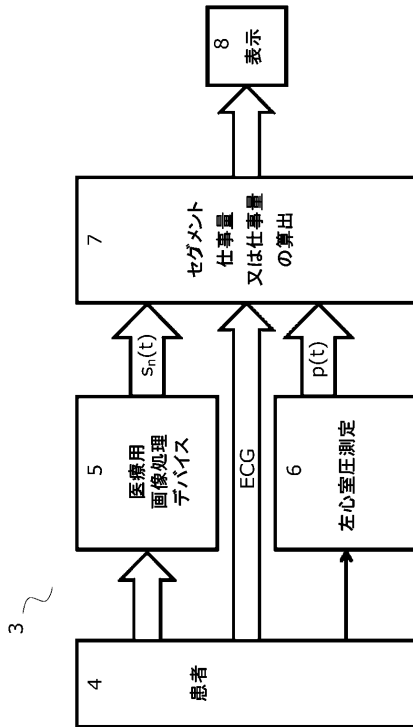 3
4
患者
5
医療用
画像処理
デバイス
sn(t)
ECG
6
左心室圧測定
p(t)
7
セグメント
仕事量
又は仕事量
の算出
8
表示